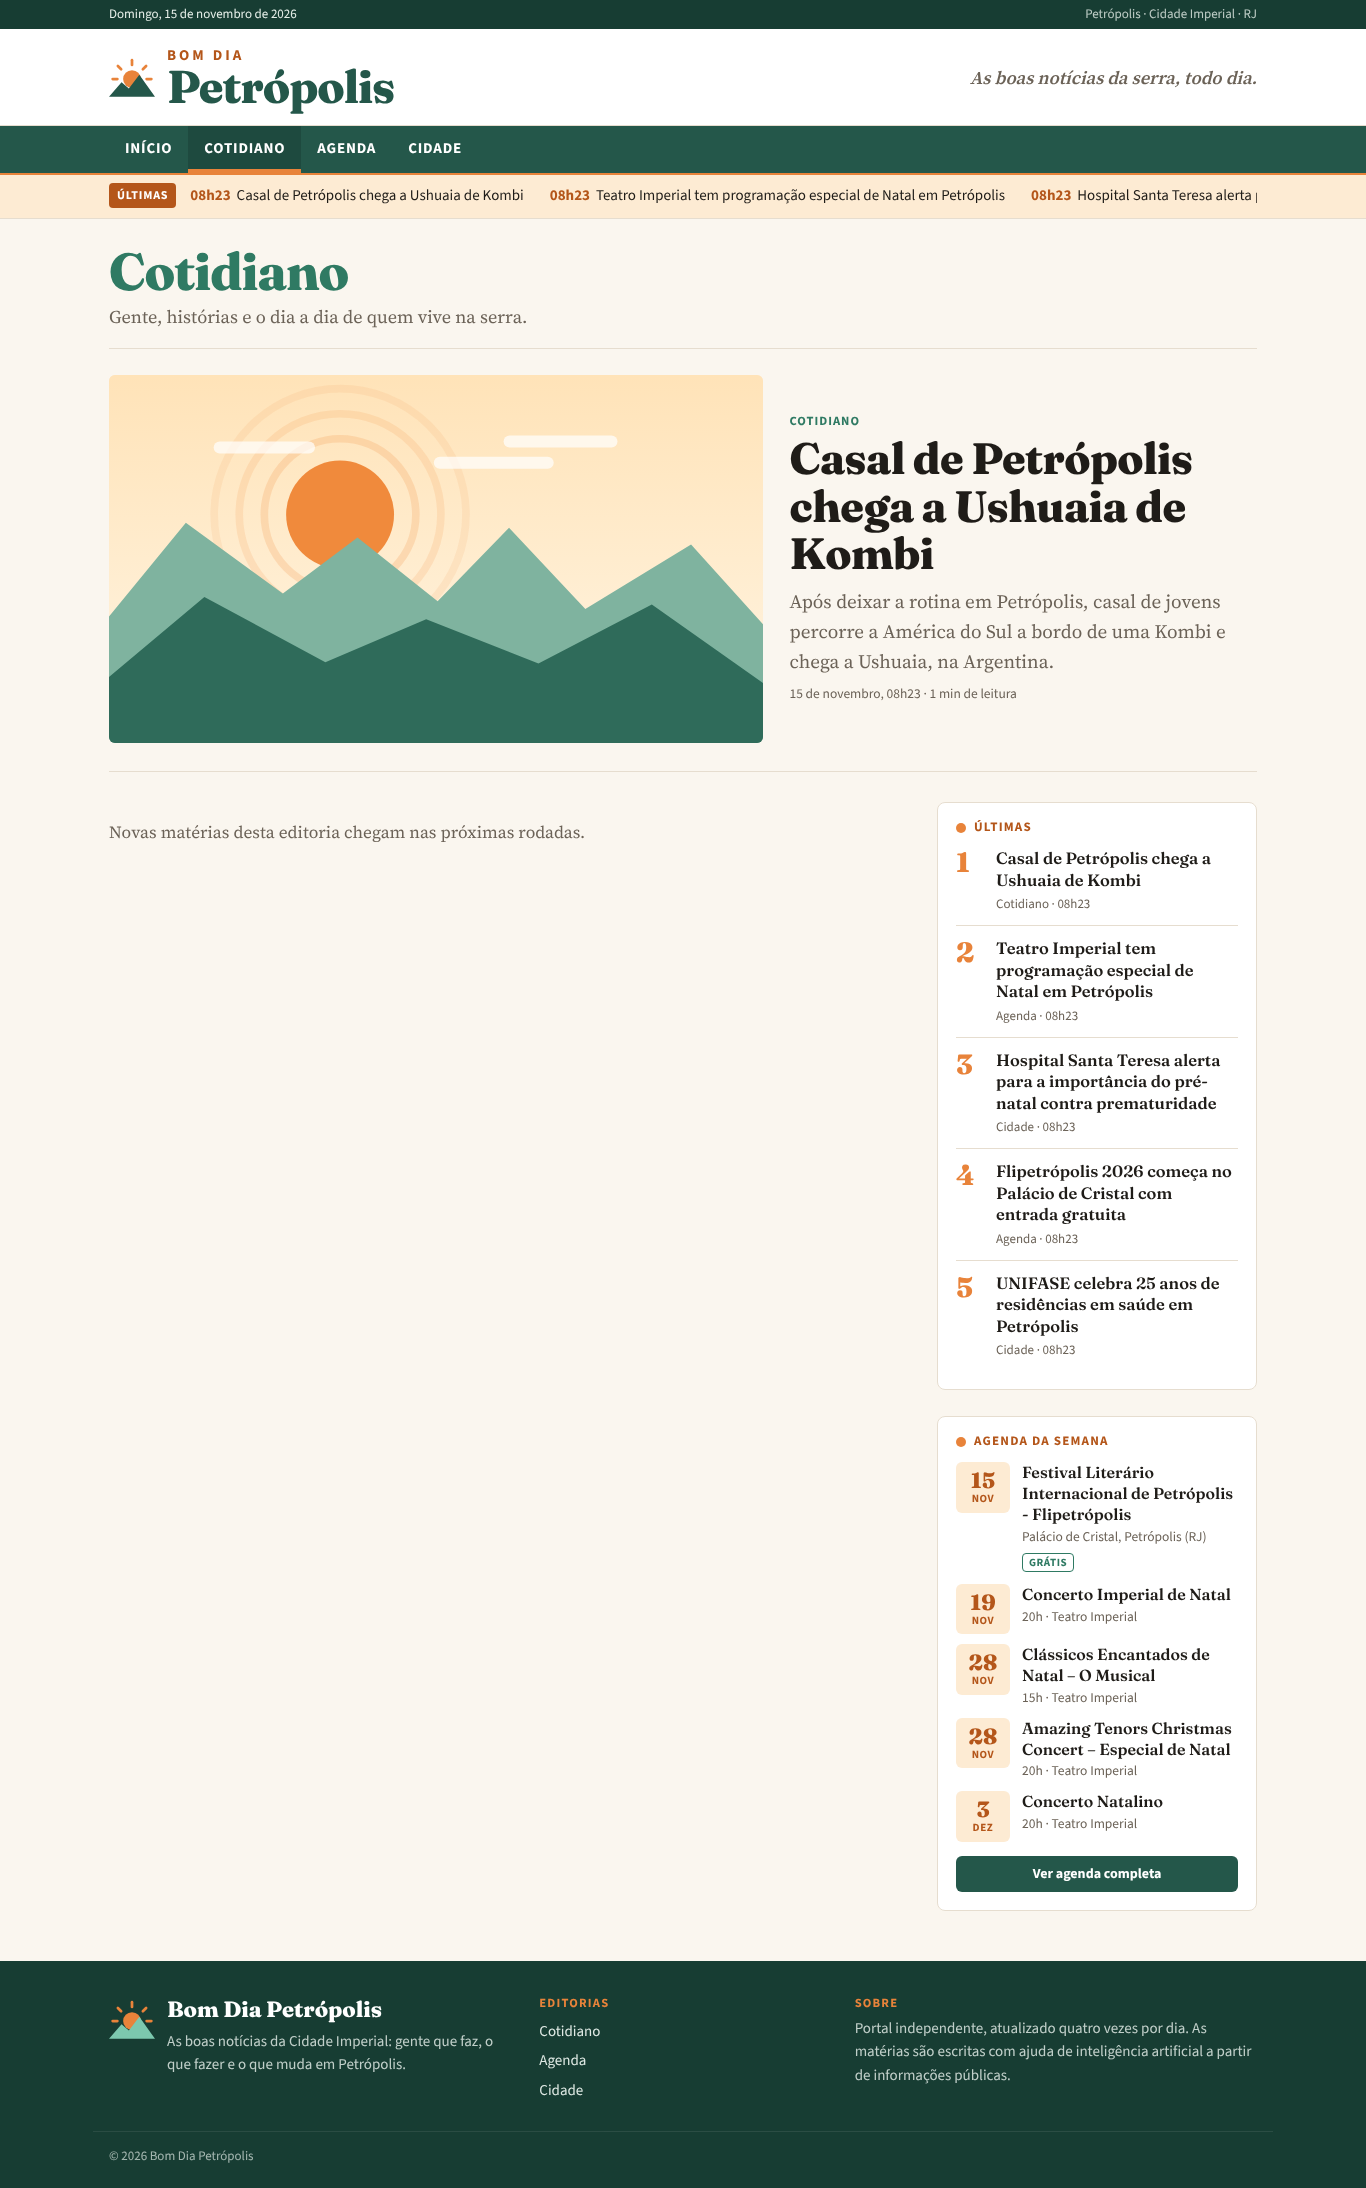 Domingo, 15 de novembro de 2026
Petrópolis · Cidade Imperial · RJ
BOM DIA
Petrópolis
As boas notícias da serra, todo dia.
INÍCIO COTIDIANO AGENDA CIDADE
ÚLTIMAS 08h23 Casal de Petrópolis chega a Ushuaia de Kombi 08h23 Teatro Imperial tem programação especial de Natal em Petrópolis 08h23 Hospital Santa Teresa alerta
Cotidiano
Gente, histórias e o dia a dia de quem vive na serra.
COTIDIANO
Casal de Petrópolis
chega a Ushuaia de
Kombi
Após deixar a rotina em Petrópolis, casal de jovens
percorre a América do Sul a bordo de uma Kombi e
chega a Ushuaia, na Argentina.
15 de novembro, 08h23 · 1 min de leitura
Novas matérias desta editoria chegam nas próximas rodadas.
ÚLTIMAS
1
Casal de Petrópolis chega a
Ushuaia de Kombi
Cotidiano · 08h23
2
Teatro Imperial tem
programação especial de
Natal em Petrópolis
Agenda · 08h23
3
Hospital Santa Teresa alerta
para a importância do pré-
natal contra prematuridade
Cidade · 08h23
4
Flipetrópolis 2026 começa no
Palácio de Cristal com
entrada gratuita
Agenda · 08h23
5
UNIFASE celebra 25 anos de
residências em saúde em
Petrópolis
Cidade · 08h23
AGENDA DA SEMANA
15
NOV
Festival Literário
Internacional de Petrópolis
- Flipetrópolis
Palácio de Cristal, Petrópolis (RJ)
GRÁTIS
19
NOV
Concerto Imperial de Natal
20h · Teatro Imperial
28
NOV
Clássicos Encantados de
Natal – O Musical
15h · Teatro Imperial
28
NOV
Amazing Tenors Christmas
Concert – Especial de Natal
20h · Teatro Imperial
3
DEZ
Concerto Natalino
20h · Teatro Imperial
Ver agenda completa
Bom Dia Petrópolis
As boas notícias da Cidade Imperial: gente que faz, o
que fazer e o que muda em Petrópolis.
EDITORIAS
Cotidiano
Agenda
Cidade
SOBRE
Portal independente, atualizado quatro vezes por dia. As
matérias são escritas com ajuda de inteligência artificial a partir
de informações públicas.
© 2026 Bom Dia Petrópolis